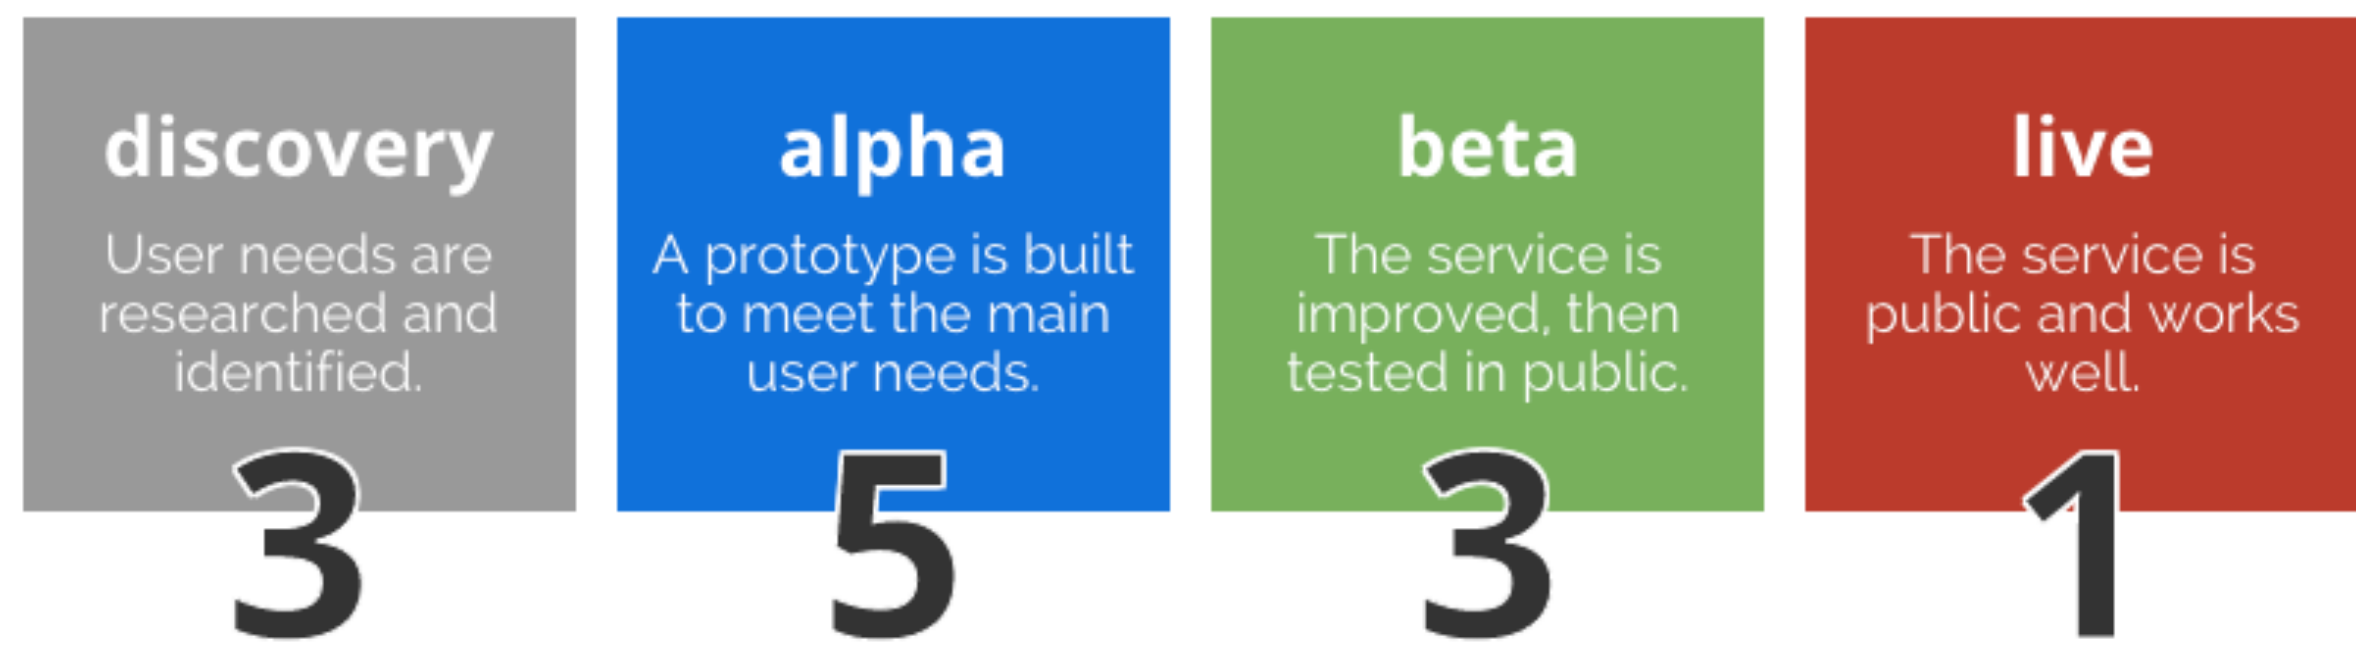 discovery
User needs are
researched and
identified.
3
alpha
A prototype is built
to meet the main
user needs.
5
beta
The service is
improved, then
tested in public.
3
live
The service is
public and works
well.
1